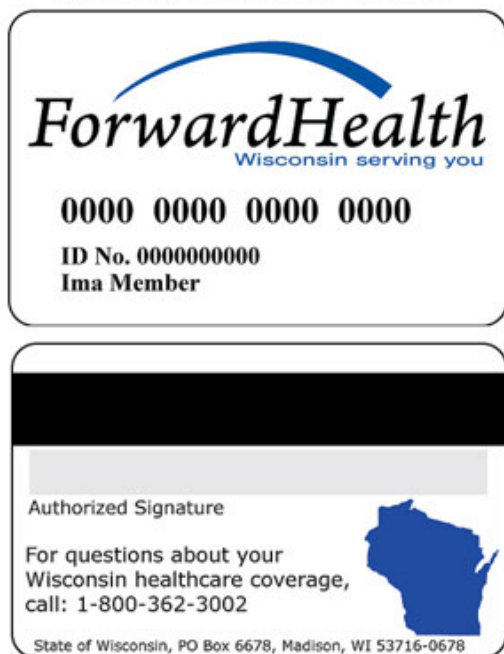 ForwardHealth
Wisconsin serving you
0000 0000 0000 0000
ID No. 0000000000
Ima Member
Authorized Signature
For questions about your
Wisconsin healthcare coverage,
call: 1-800-362-3002
State of Wisconsin, PO Box 6678, Madison, WI 53716-0678